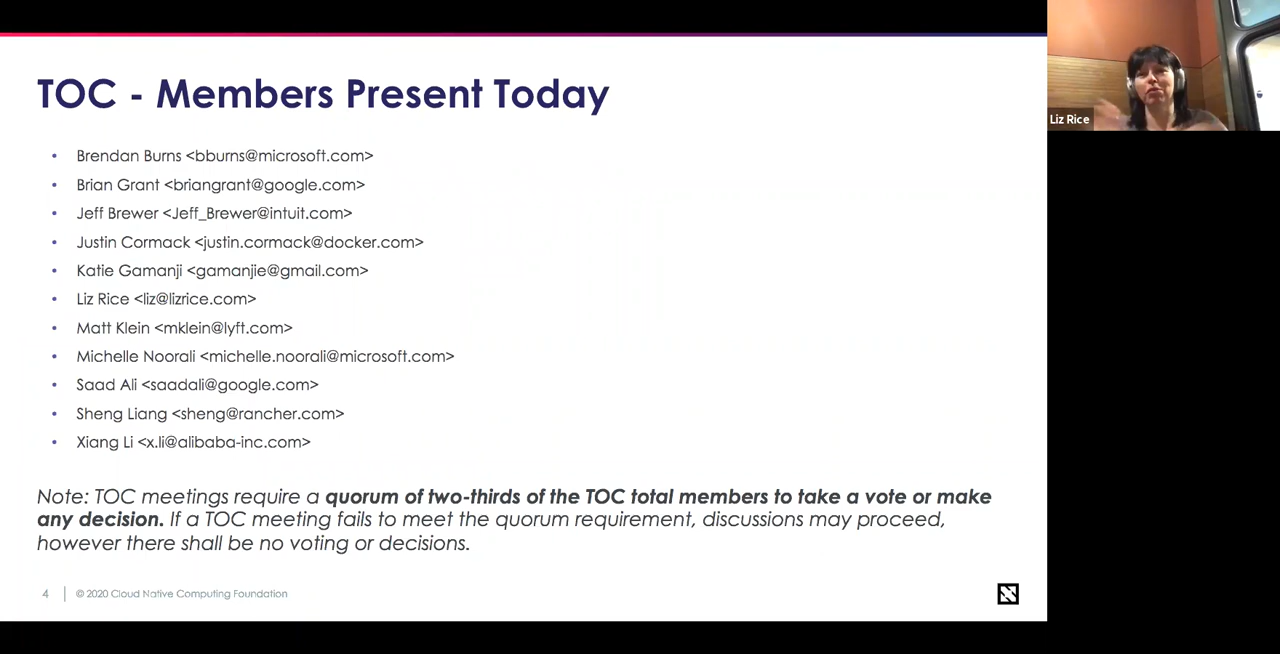 TOC - Members Present Today
Liz Rice
• Brendan Burns <bburns@microsoft.com>
• Brian Grant <briangrant@google.com>
• Jeff Brewer <Jeff_Brewer@intuit.com>
• Justin Cormack <justin.cormack@docker.com>
• Katie Gamanji <gamanjie@gmail.com>
• Liz Rice <liz@lizrice.com>
• Matt Klein <mklein@lyft.com>
• Michelle Noorali <michelle.noorali@microsoft.com>
• Saad Ali <saadali@google.com>
• Sheng Liang <sheng@rancher.com>
• Xiang Li <x.li@alibaba-inc.com>
Note: TOC meetings require a quorum of two-thirds of the TOC total members to take a vote or make
any decision. If a TOC meeting fails to meet the quorum requirement, discussions may proceed,
however there shall be no voting or decisions.
4 | © 2020 Cloud Native Computing Foundation